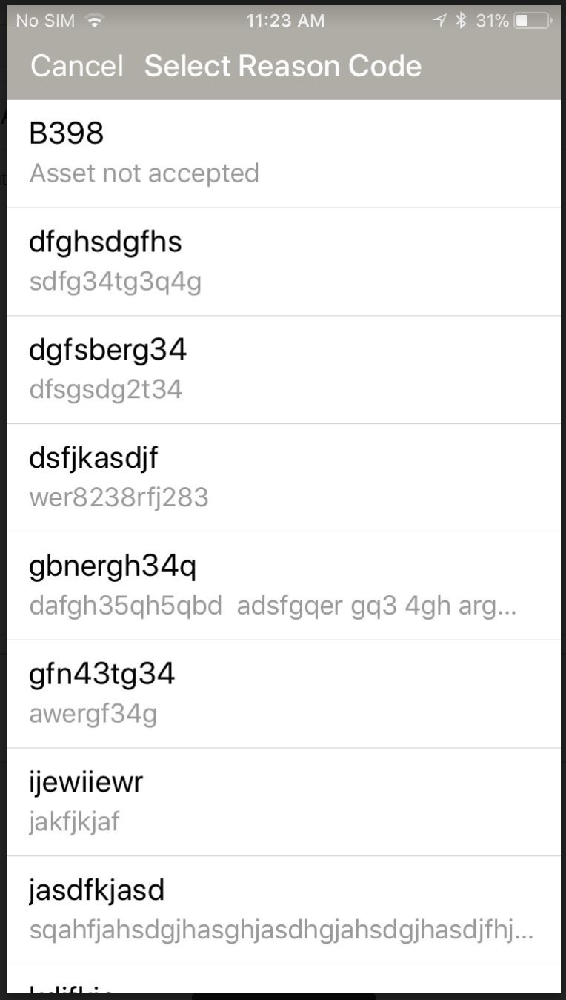 No SIM 11:23 AM 31%
Cancel Select Reason Code
B398
Asset not accepted
dfghsdgfhs
sdfg34tg3q4g
dgfsberg34
dfsgsdg2t34
dsfjkasdjf
wer8238rfj283
gbnergh34q
dafgh35qh5qbd  adsfgqer gq3 4gh arg...
gfn43tg34
awergf34g
ijewiiewr
jakfjkjaf
jasdfkjasd
sqahfjahsdgjhasghjasdhgjahsdgjhasdjfhj...